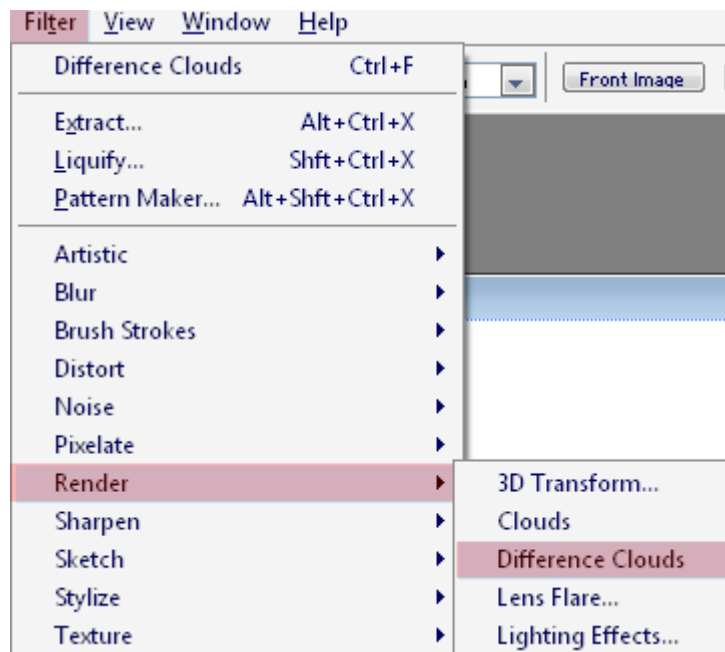 Filter View Window Help
Difference Clouds Ctrl+F
Front Image
Extract... Alt+Ctrl+X
Liquify... Shft+Ctrl+X
Pattern Maker... Alt+Shft+Ctrl+X
Artistic
Blur
Brush Strokes
Distort
Noise
Pixelate
Render
3D Transform...
Sharpen
Clouds
Sketch
Difference Clouds
Stylize
Lens Flare...
Texture
Lighting Effects...